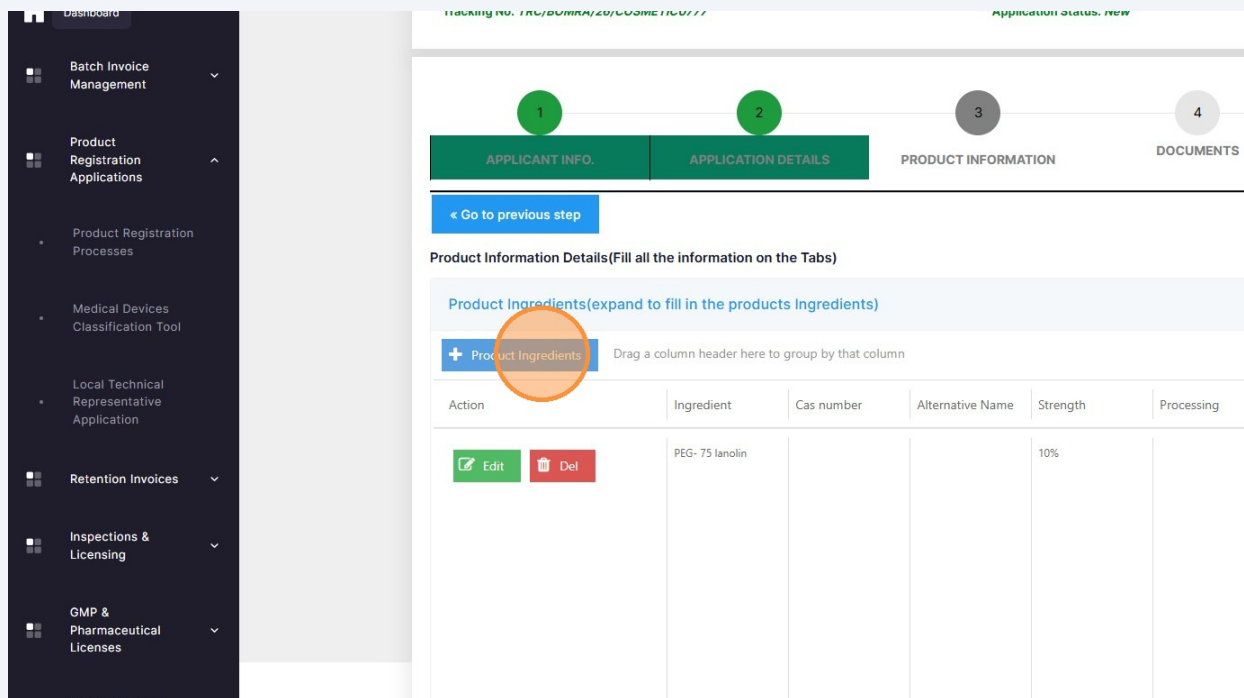 Dashboard
Tracking No: TRC/BOMRA/26/COSMETIC0777
Application Status: New
Batch Invoice
Management
Product
Registration
Applications
Product Registration
Processes
Medical Devices
Classification Tool
Local Technical
Representative
Application
Retention Invoices
Inspections &
Licensing
GMP &
Pharmaceutical
Licenses
1
2
3
4
APPLICANT INFO.
APPLICATION DETAILS
PRODUCT INFORMATION
DOCUMENTS
« Go to previous step
Product Information Details(Fill all the information on the Tabs)
Product Ingredients(expand to fill in the products Ingredients)
Product Ingredients
Drag a column header here to group by that column
Action
Ingredient
Cas number
Alternative Name
Strength
Processing
Edit
Del
PEG- 75 lanolin
10%